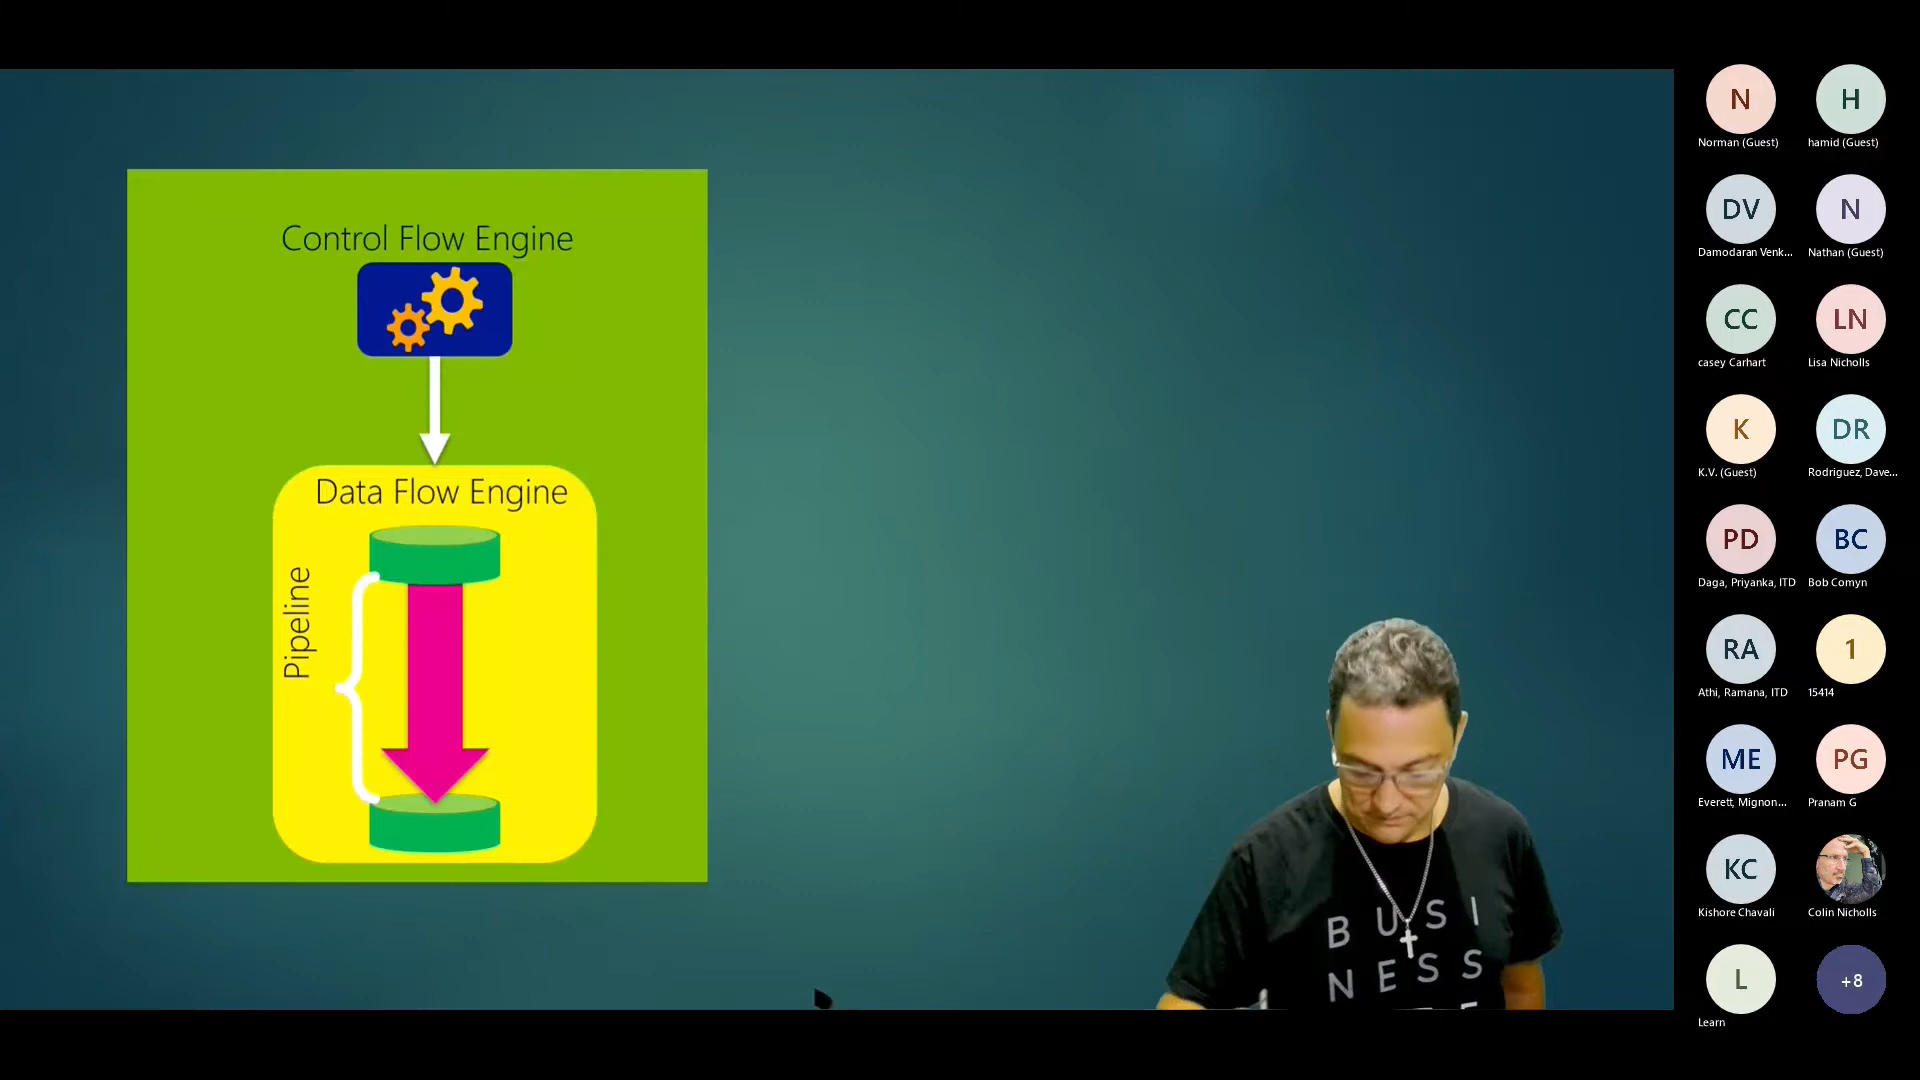 Control Flow Engine
Data Flow Engine
Pipeline
BUSI
NESS
N
Norman (Guest)
H
hamid (Guest)
DV
Damodaran Venk...
N
Nathan (Guest)
CC
casey Carhart
LN
Lisa Nicholls
K
K.V. (Guest)
DR
Rodriguez, Dave...
PD
Daga, Priyanka, ITD
BC
Bob Comyn
RA
Athi, Ramana, ITD
1
15414
ME
Everett, Mignon...
PG
Pranam G
KC
Kishore Chavali
Colin Nicholls
L
Learn
+8